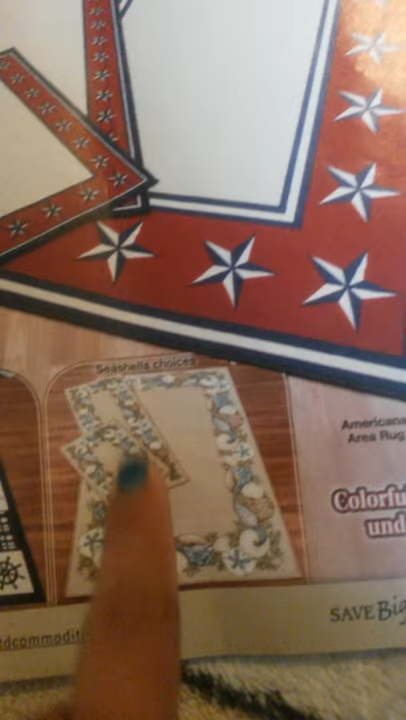 Seashells choices
Americana
Area Rug
Colorfu
und
SAVE Big
dcommodit